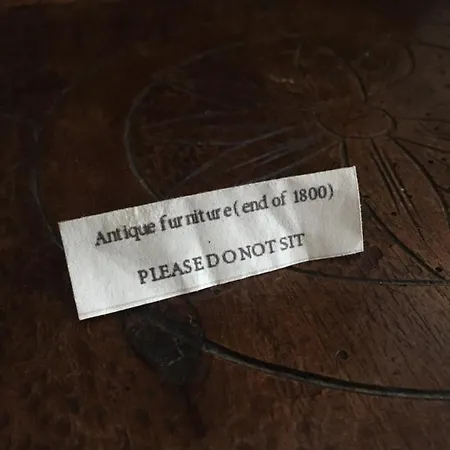 Antique furniture (end of 1800)
PLEASE DO NOT SIT